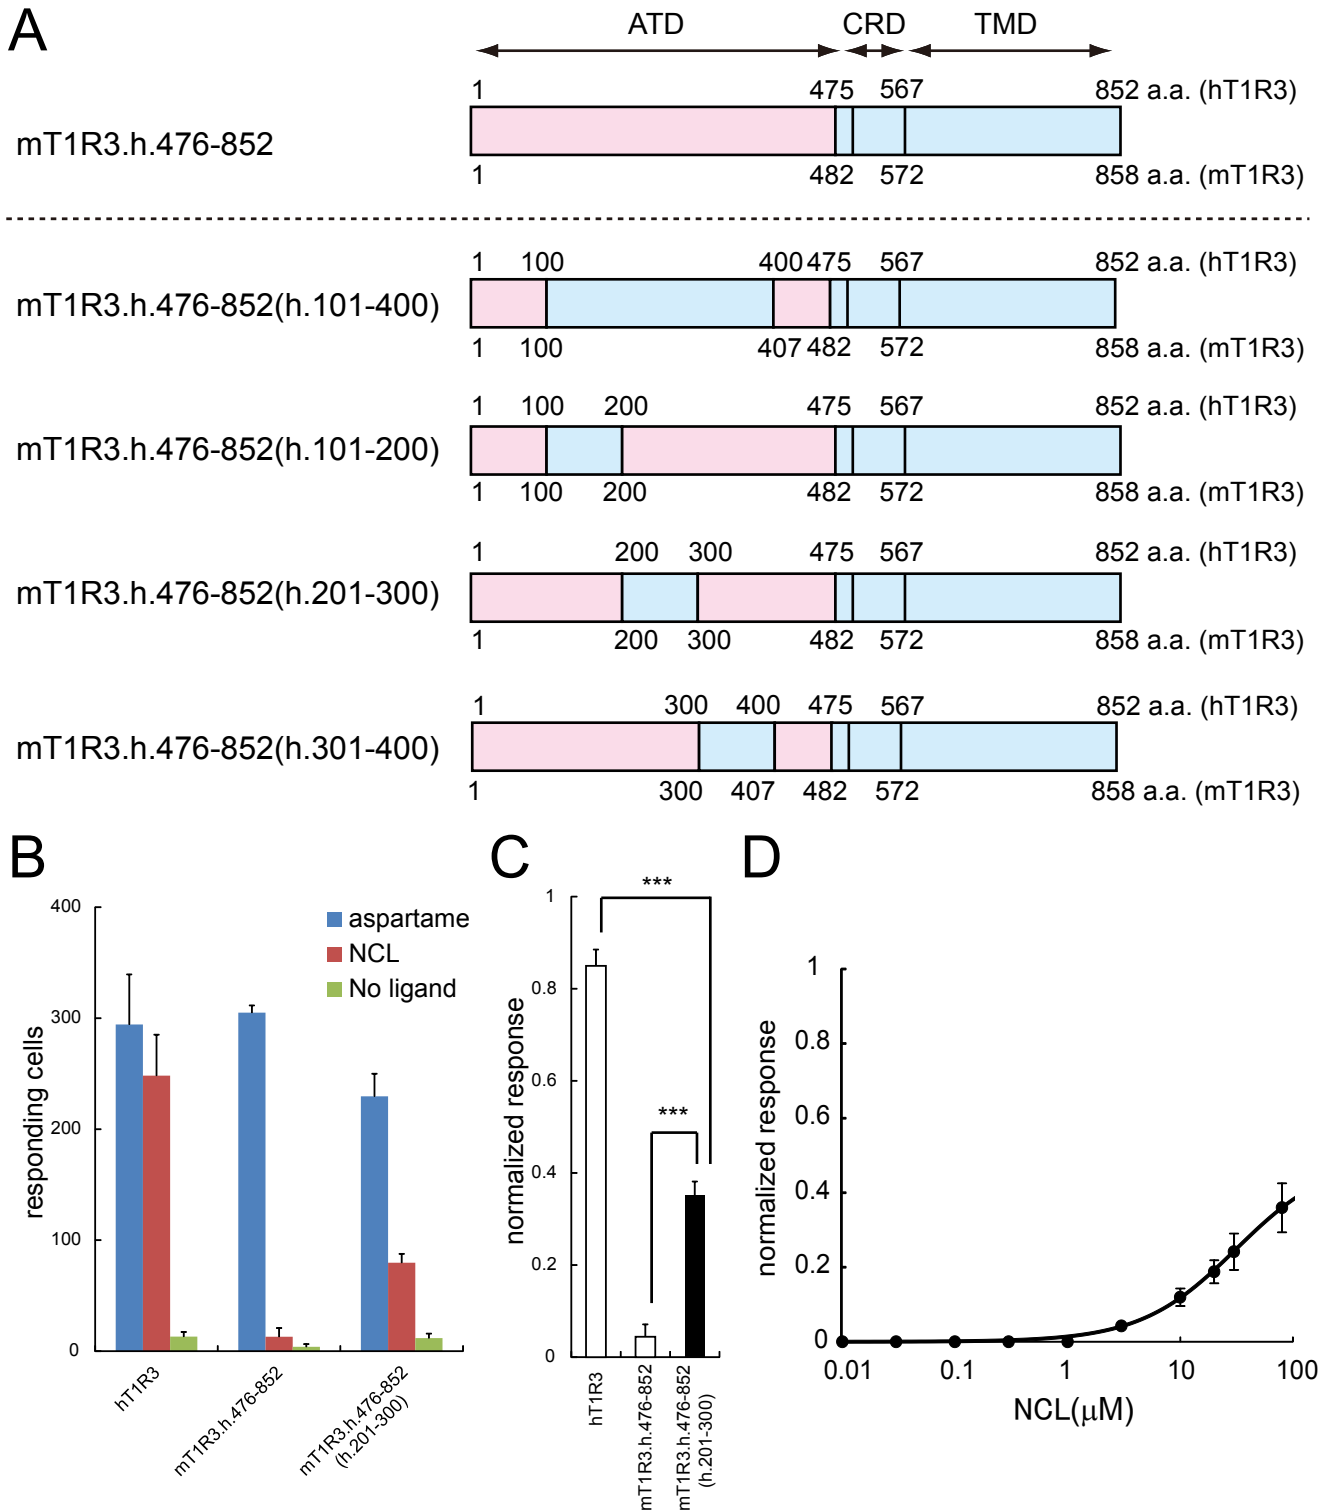 A
ATD CRD TMD
1 475 567 852 a.a. (hT1R3)
mT1R3.h.476-852
1 482 572 858 a.a. (mT1R3)
1 100 400 475 567 852 a.a. (hT1R3)
mT1R3.h.476-852(h.101-400)
1 100 407 482 572 858 a.a. (mT1R3)
1 100 200 475 567 852 a.a. (hT1R3)
mT1R3.h.476-852(h.101-200)
1 100 200 482 572 858 a.a. (mT1R3)
1 200 300 475 567 852 a.a. (hT1R3)
mT1R3.h.476-852(h.201-300)
1 200 300 482 572 858 a.a. (mT1R3)
1 300 400 475 567 852 a.a. (hT1R3)
mT1R3.h.476-852(h.301-400)
1 300 407 482 572 858 a.a. (mT1R3)
B
400
300
200
100
0
responding cells
aspartame
NCL
No ligand
hT1R3
mT1R3.h.476-852
mT1R3.h.476-852
(h.201-300)
C
1
0.8
0.6
0.4
0.2
0
normalized response
***
***
hT1R3
mT1R3.h.476-852
mT1R3.h.476-852
(h.201-300)
D
1
0.8
0.6
0.4
0.2
0
normalized response
0.01 0.1 1 10 100
NCL(μM)